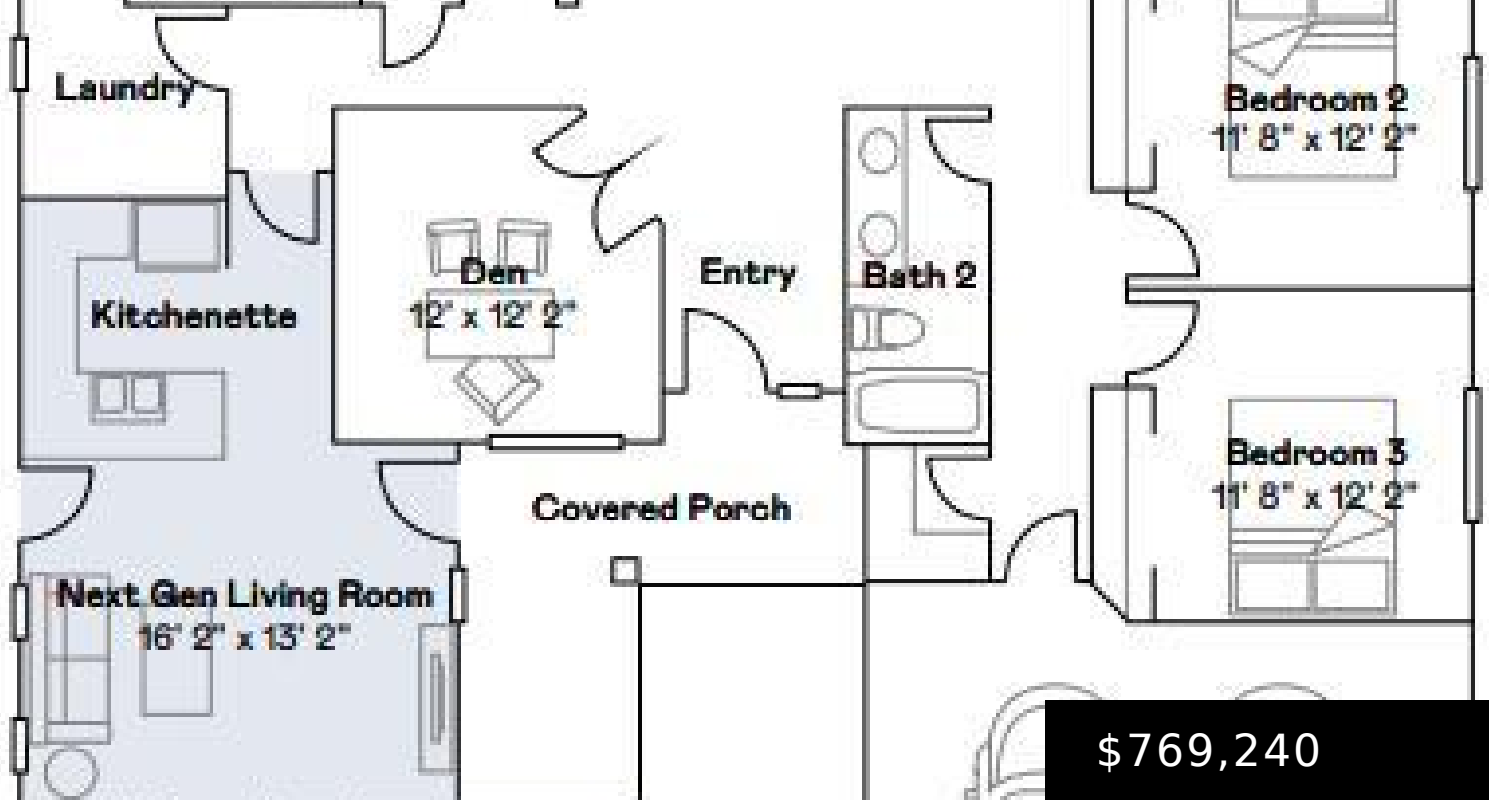 Laundry
Bedroom 2
11' 8" x 12' 2"
Kitchenette
Den
12' x 12' 2"
Entry
Bath 2
Covered Porch
Bedroom 3
11' 8" x 12' 2"
Next Gen Living Room
16' 2" x 13' 2"
$769,240